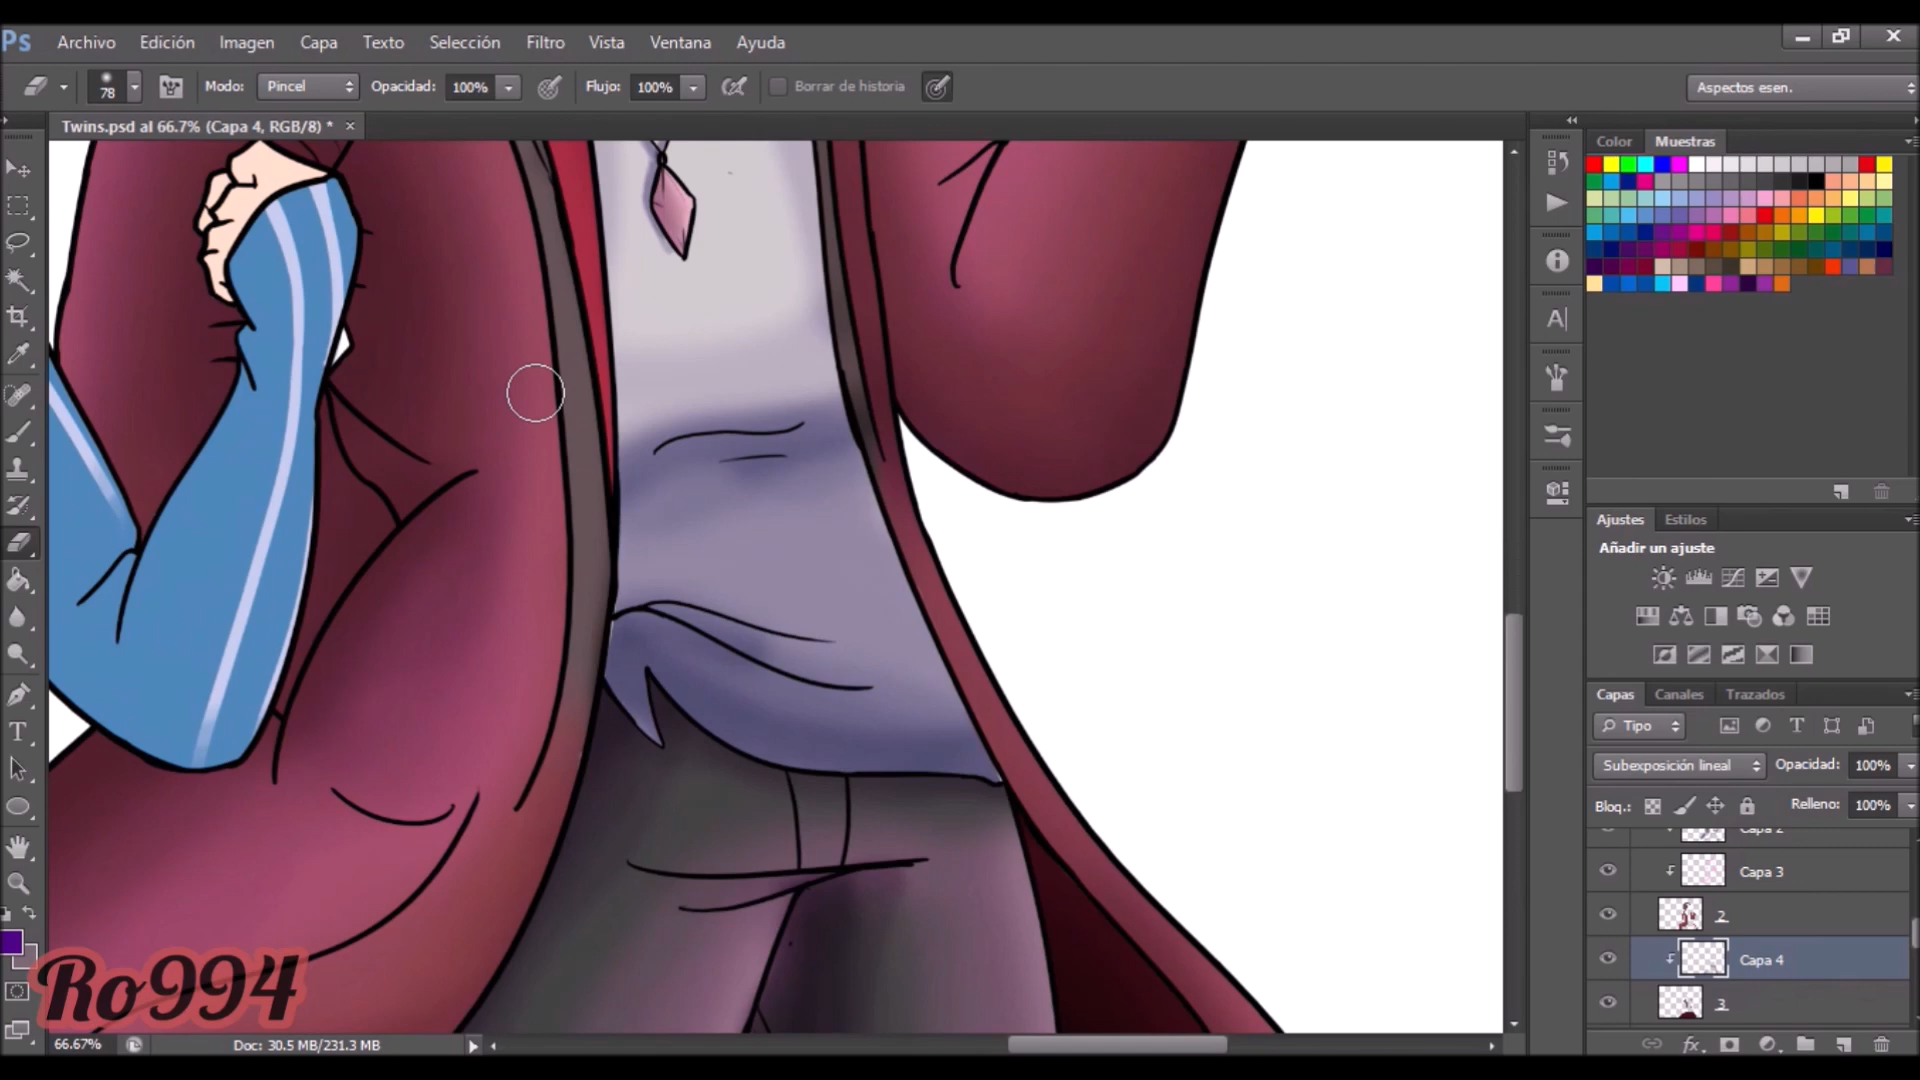 Ps Archivo Edición Imagen Capa Texto Selección Filtro Vista Ventana Ayuda
78 Modo: Pincel Opacidad: 100% Flujo: 100% Borrar de historia Aspectos esen.
Twins.psd al 66.7% (Capa 4, RGB/8) * ×
Color Muestras
Ajustes Estilos
Añadir un ajuste
Capas Canales Trazados
Tipo
Subexposición lineal Opacidad: 100%
Bloq.: Relleno: 100%
Capa 2
Capa 3
2
Capa 4
3
Ro994
66.67% Doc: 30.5 MB/231.3 MB